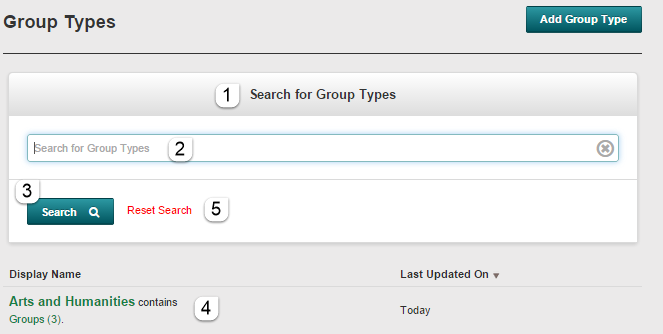 Group Types
Add Group Type
1 Search for Group Types
Search for Group Types 2
3
Search
Reset Search 5
Display Name Last Updated On
Arts and Humanities contains
Groups (3). 4 Today